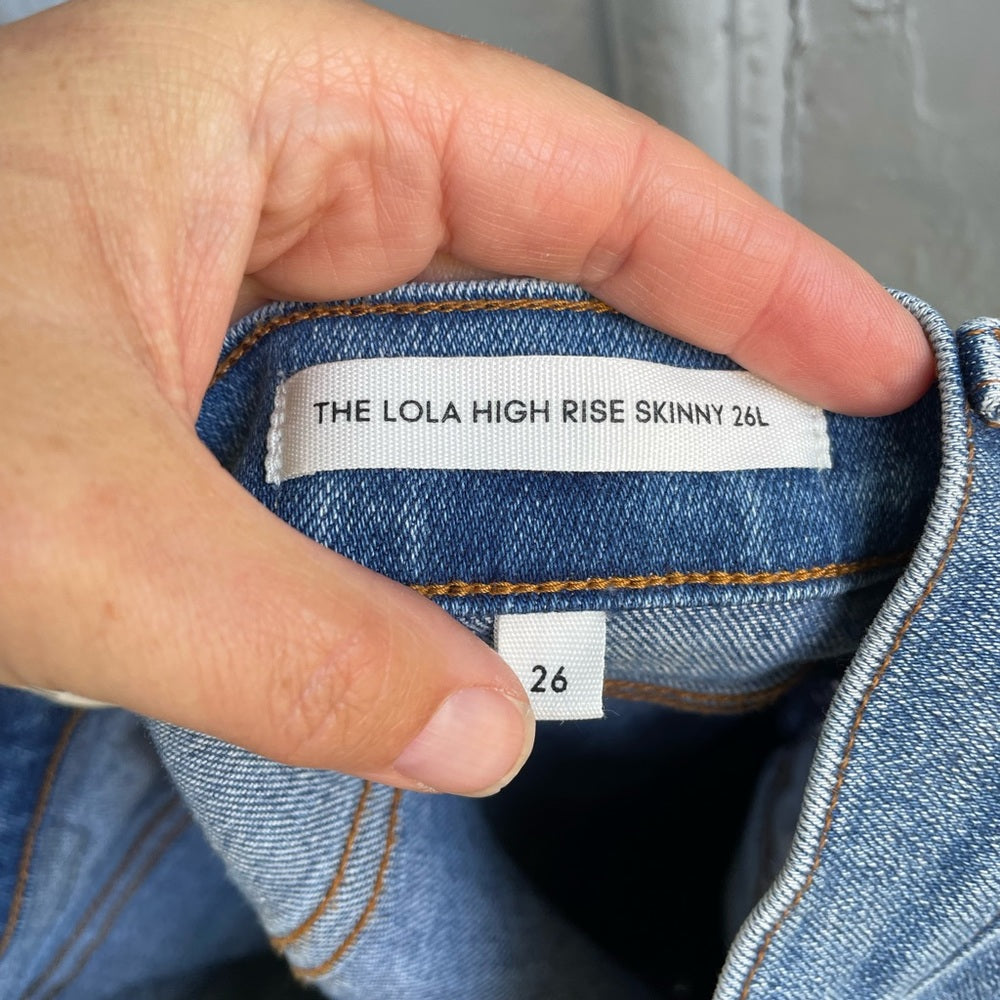 THE LOLA HIGH RISE SKINNY 26L
26